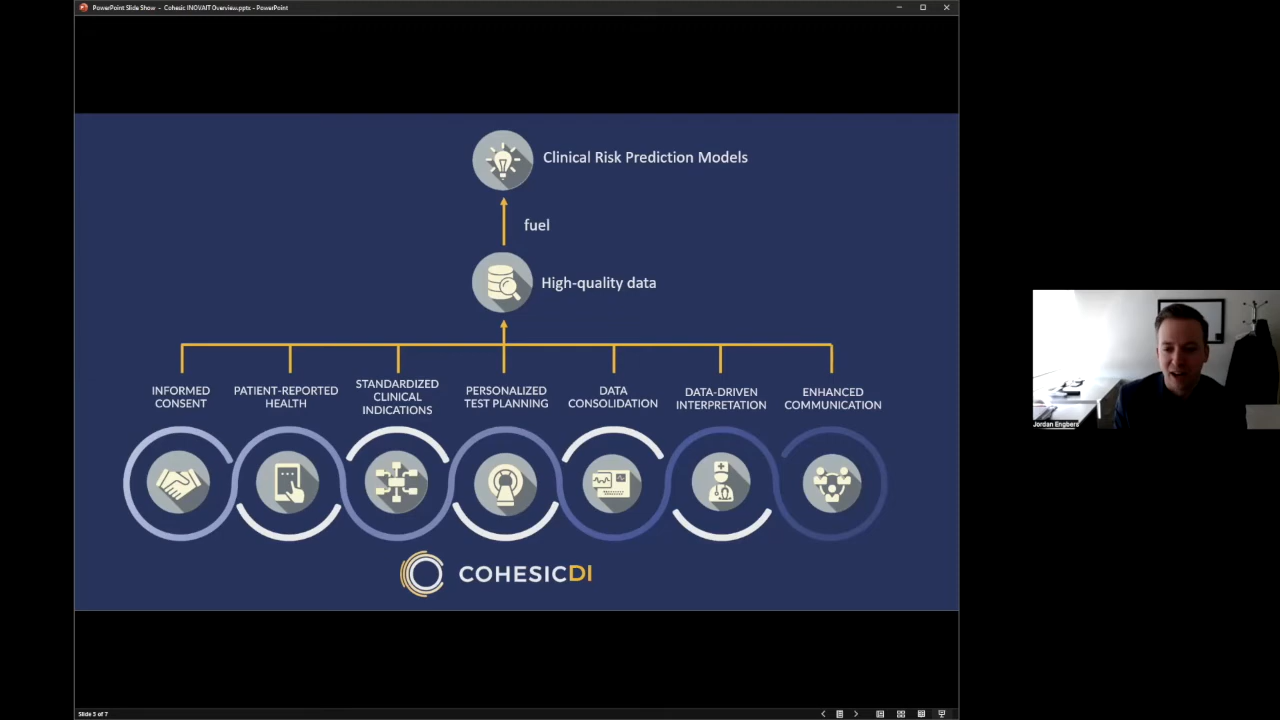 PowerPoint Slide Show - Cohesic INOVAIT Overview.pptx - PowerPoint
Clinical Risk Prediction Models
fuel
High-quality data
INFORMED
CONSENT
PATIENT-REPORTED
HEALTH
STANDARDIZED
CLINICAL
INDICATIONS
PERSONALIZED
TEST PLANNING
DATA
CONSOLIDATION
DATA-DRIVEN
INTERPRETATION
ENHANCED
COMMUNICATION
COHESICDI
Jordan Engbers
Slide 5 of 7